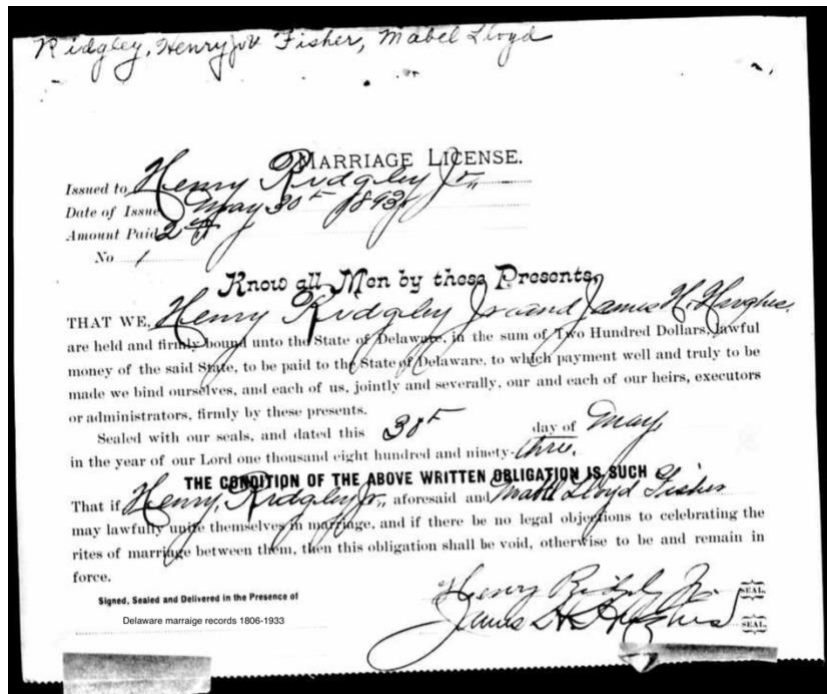 Ridgley, Henry Jr Fisher, Mabel Lloyd
MARRIAGE LICENSE.
Issued to Henry Ridgley Jr.,
Date of Issue May 30th 1893
Amount Paid
No 1
Know all Men by these Presents,
THAT WE, Henry Ridgley Jr and James H. Hughes.
are held and firmly bound unto the State of Delaware, in the sum of Two Hundred Dollars, lawful
money of the said State, to be paid to the State of Delaware, to which payment well and truly to be
made we bind ourselves, and each of us, jointly and severally, our and each of our heirs, executors
or administrators, firmly by these presents.
Sealed with our seals, and dated this 30th day of May,
in the year of our Lord one thousand eight hundred and ninety-three.
THE CONDITION OF THE ABOVE WRITTEN OBLIGATION IS SUCH
That if Henry Ridgley Jr., aforesaid and Mabel Lloyd Fisher
may lawfully unite themselves in marriage, and if there be no legal objections to celebrating the
rites of marriage between them, then this obligation shall be void, otherwise to be and remain in
force.
Signed, Sealed and Delivered in the Presence of
Henry Ridgely Jr. SEAL.
Delaware marraige records 1806-1933
James H Hughes SEAL.